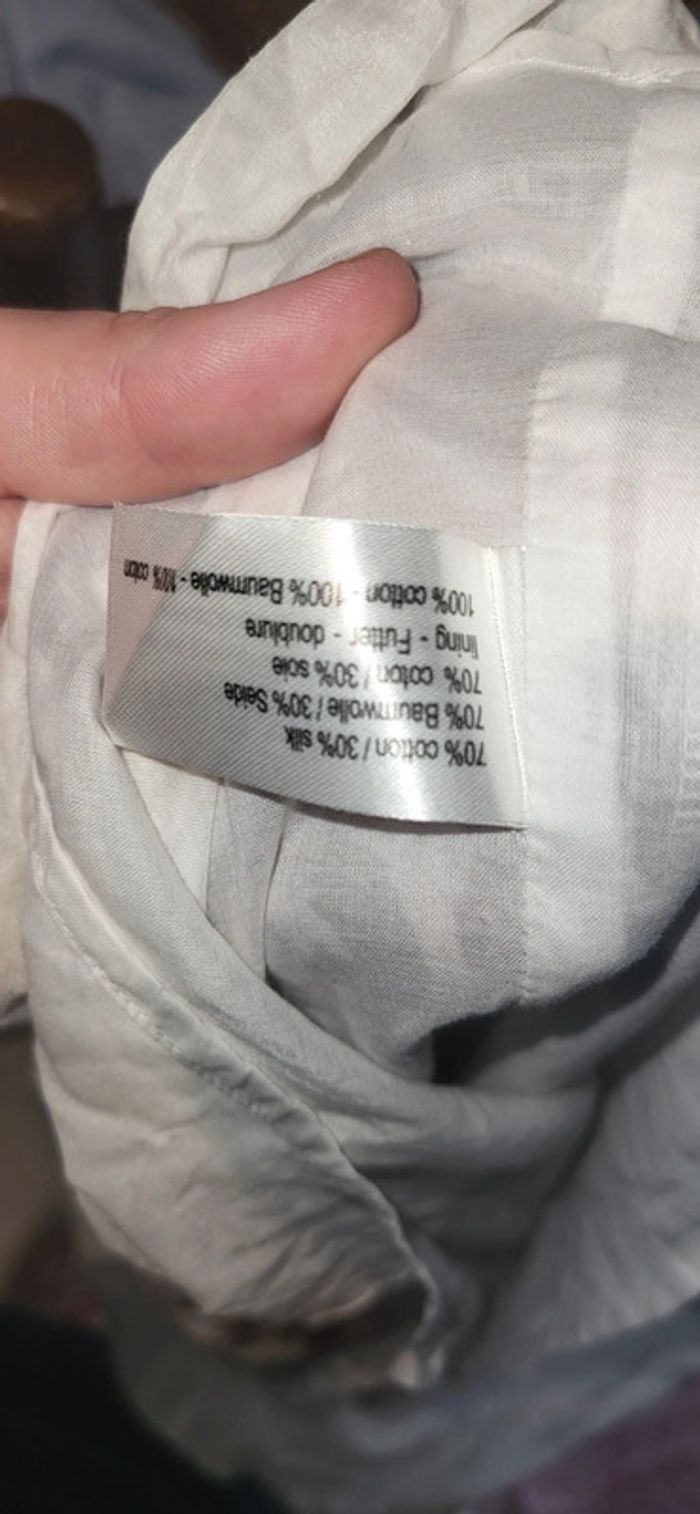 70% cotton / 30% silk
70% Baumwolle / 30% Seide
70% coton / 30% soie
lining - Futter - doublure
100% cotton - 100% Baumwolle - 100% coton